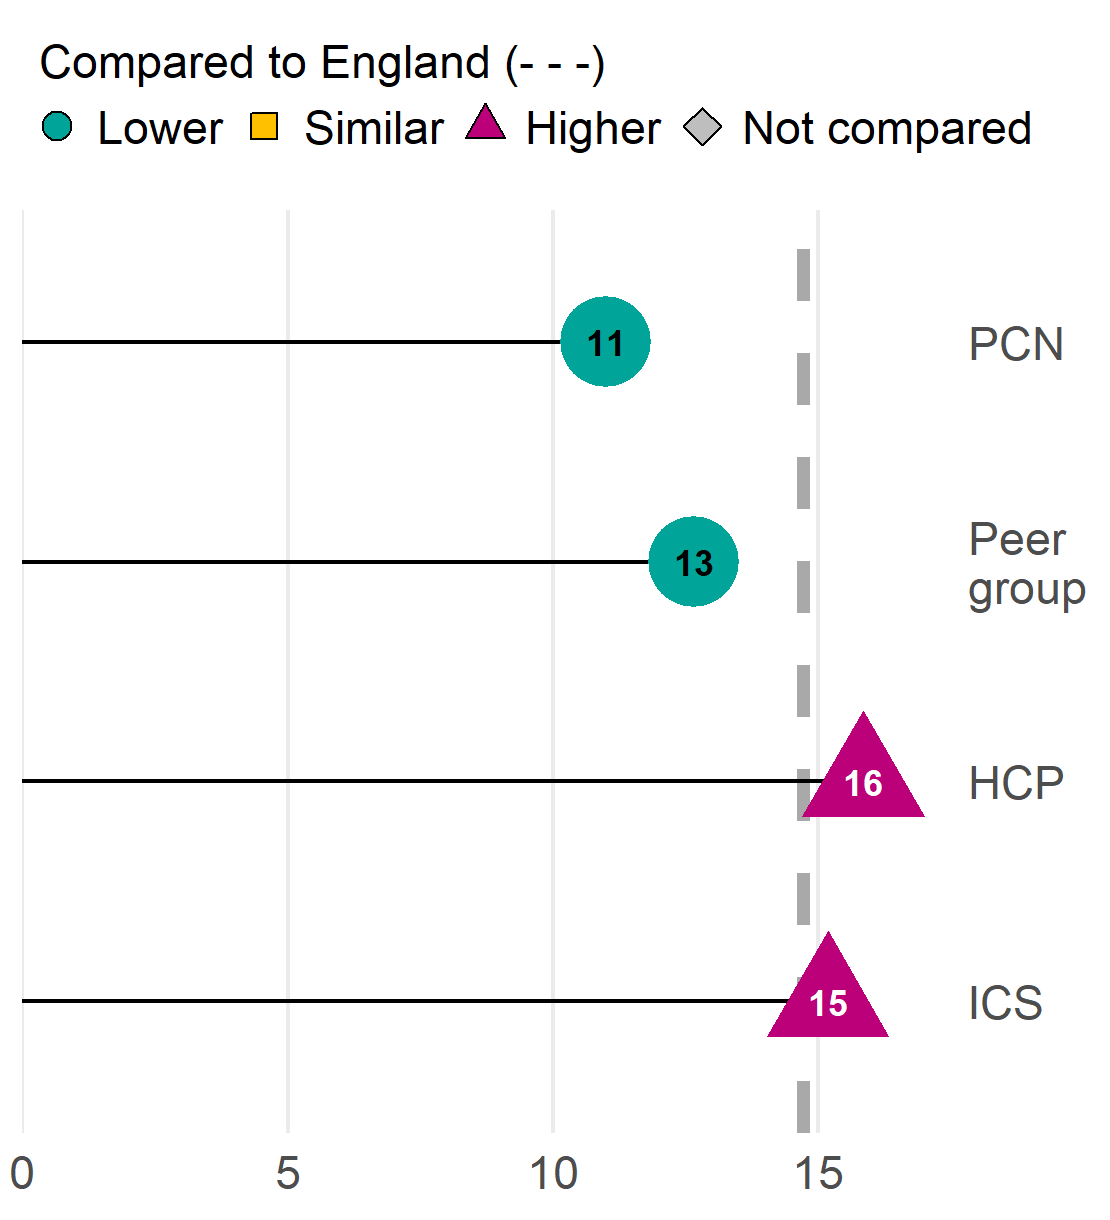 Compared to England (- - -)
Lower Similar Higher Not compared
11 PCN
13 Peer
group
16 HCP
15 ICS
0 5 10 15